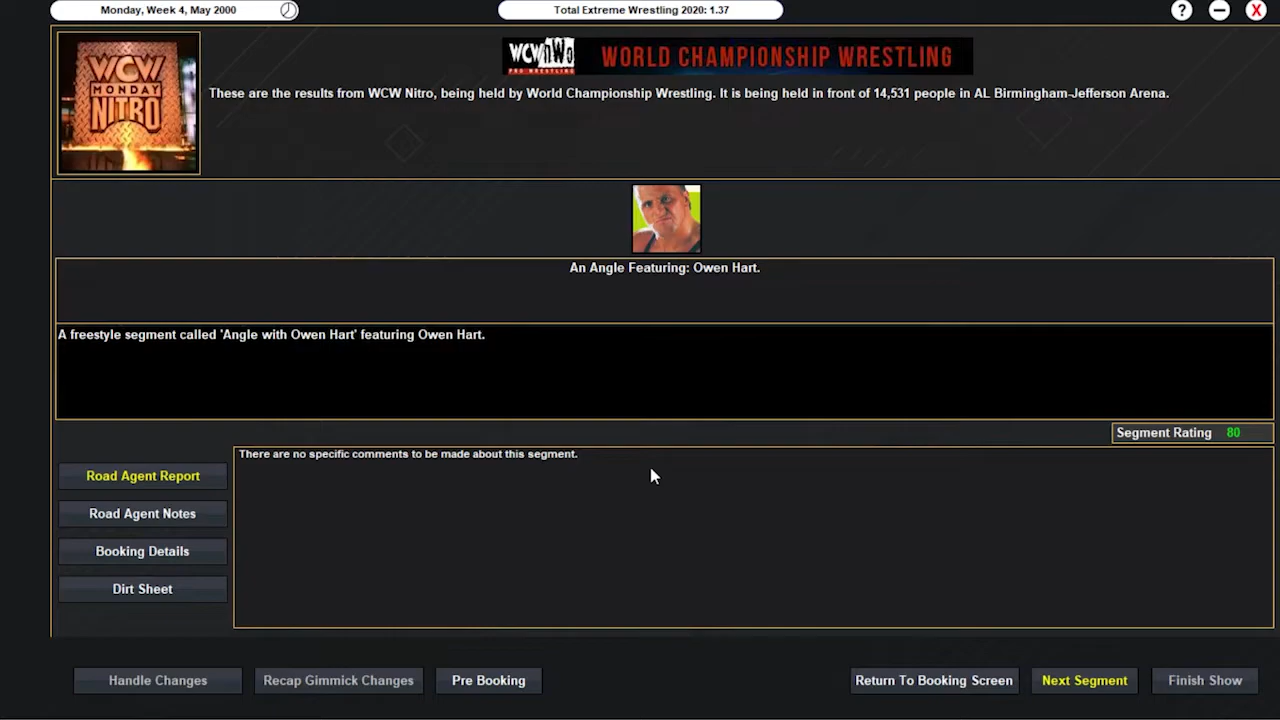 Monday, Week 4, May 2000
Total Extreme Wrestling 2020: 1.37
?
X
WCW
MONDAY
NITRO
WCW nWo
PRO WRESTLING
WORLD CHAMPIONSHIP WRESTLING
These are the results from WCW Nitro, being held by World Championship Wrestling. It is being held in front of 14,531 people in AL Birmingham-Jefferson Arena.
An Angle Featuring: Owen Hart.
A freestyle segment called 'Angle with Owen Hart' featuring Owen Hart.
Segment Rating 80
Road Agent Report
There are no specific comments to be made about this segment.
Road Agent Notes
Booking Details
Dirt Sheet
Handle Changes
Recap Gimmick Changes
Pre Booking
Return To Booking Screen
Next Segment
Finish Show